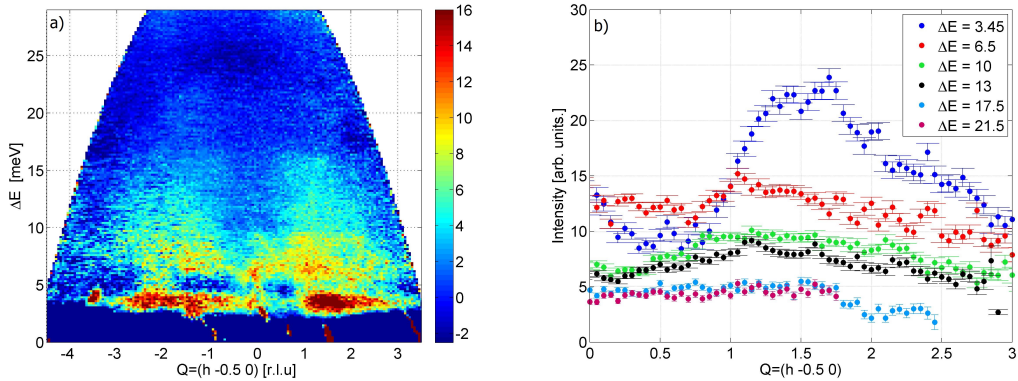 a)
25
20
15
10
5
0
ΔE [meV]
-4 -3 -2 -1 0 1 2 3
Q=(h -0.5 0) [r.l.u]
16
14
12
10
8
6
4
2
0
-2
b)
30
25
20
15
10
5
0
Intensity [arb. units,]
0 0.5 1 1.5 2 2.5 3
Q=(h -0.5 0)
ΔE = 3.45
ΔE = 6.5
ΔE = 10
ΔE = 13
ΔE = 17.5
ΔE = 21.5